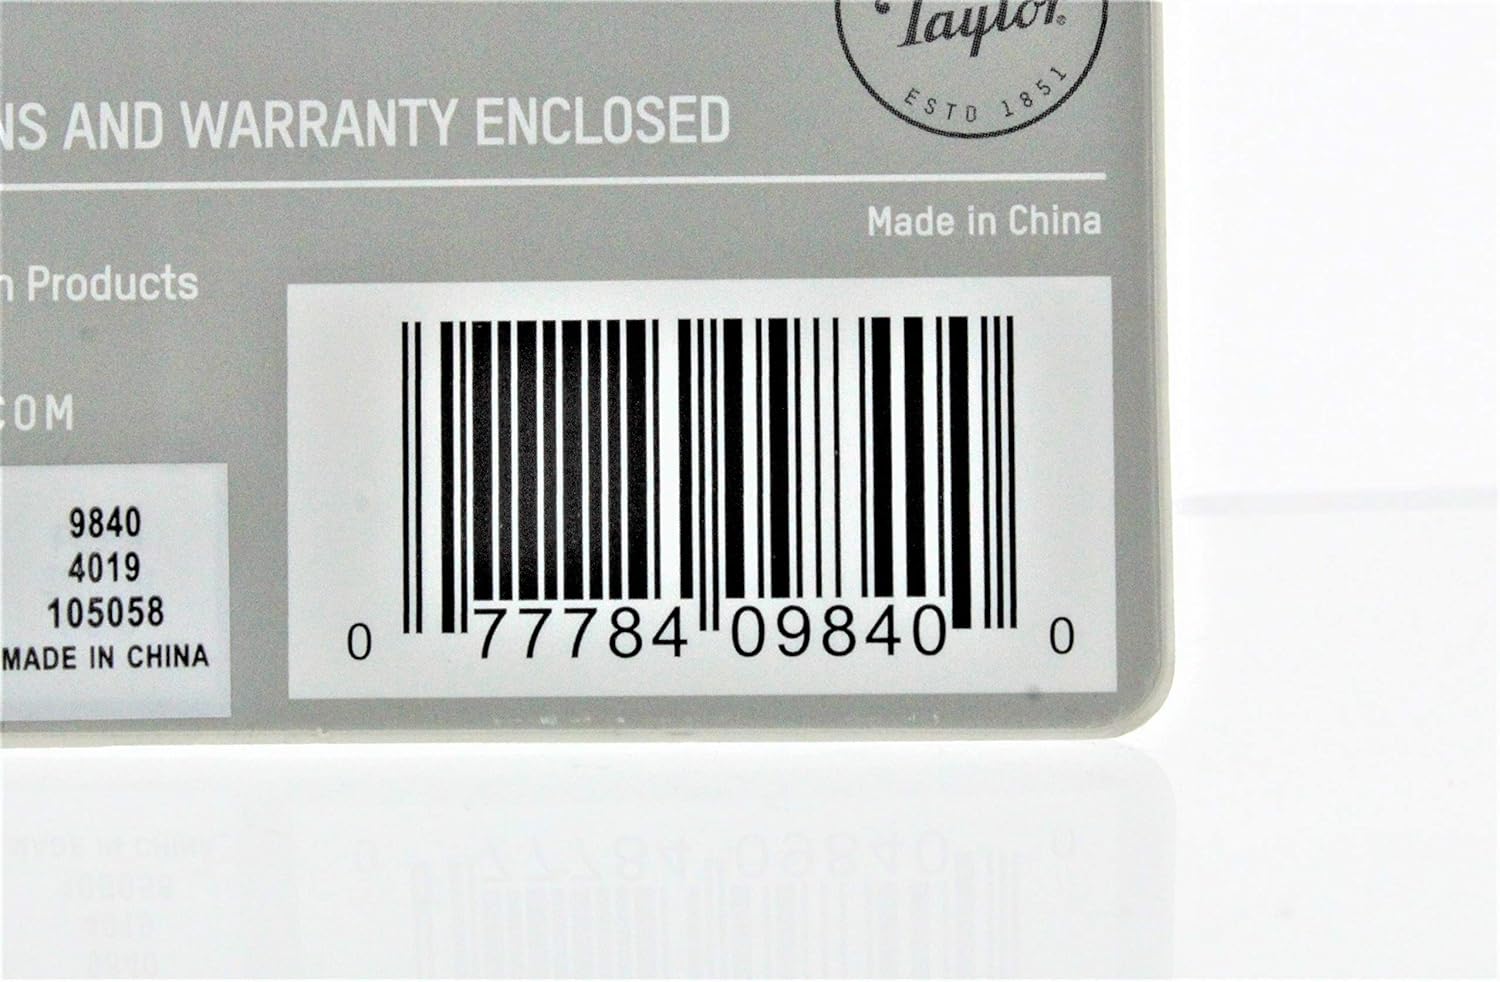 Taylor®
ESTD 1851
NS AND WARRANTY ENCLOSED
Made in China
n Products
.COM
9840
4019
105058
MADE IN CHINA
0 77784 09840 0